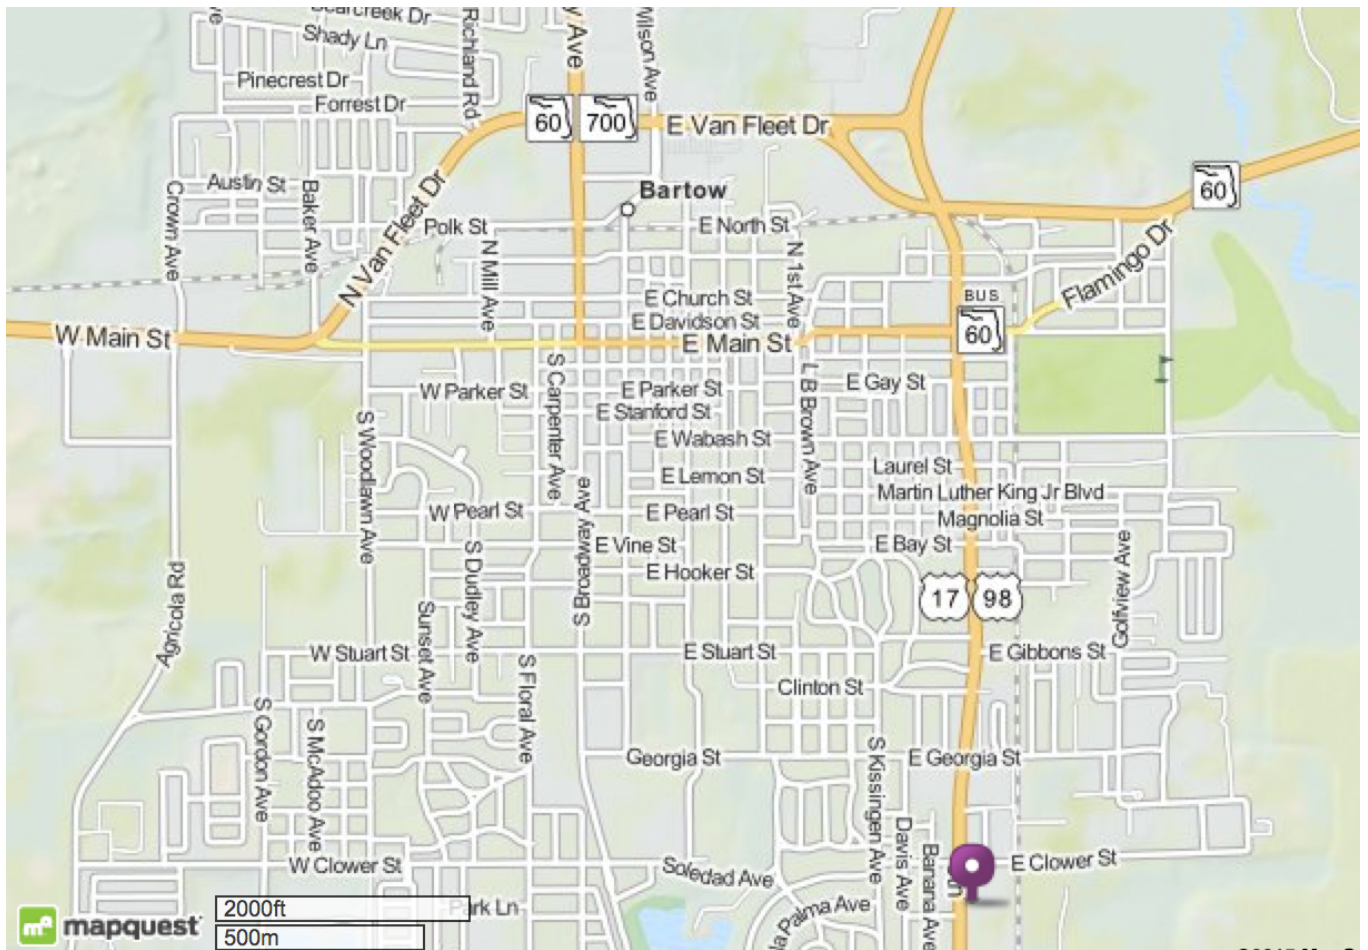 Bearcreek Dr
Shady Ln
Richland Rd
Wilson Ave
Pinecrest Dr
Forrest Dr
60
700
E Van Fleet Dr
Austin St
Baker Ave
Crown Ave
N Van Fleet Dr
Bartow
60
Polk St
E North St
N Mill Ave
N 1st Ave
Flamingo Dr
E Church St
BUS
60
E Davidson St
W Main St
E Main St
S Carpenter Ave
W Parker St
E Parker St
L B Brown Ave
E Gay St
E Stanford St
S Woodlawn Ave
E Wabash St
Laurel St
E Lemon St
Martin Luther King Jr Blvd
W Pearl St
E Pearl St
Magnolia St
S Broadway Ave
E Vine St
E Bay St
S Dudley Ave
E Hooker St
Golfview Ave
Agricola Rd
17
98
Sunset Ave
W Stuart St
E Stuart St
E Gibbons St
S Floral Ave
Clinton St
S Gordon Ave
S McAdoo Ave
Georgia St
S Kissingen Ave
E Georgia St
Davis Ave
Banana Ave
W Clower St
Soledad Ave
E Clower St
Park Ln
la Palma Ave
mapquest
2000ft
500m